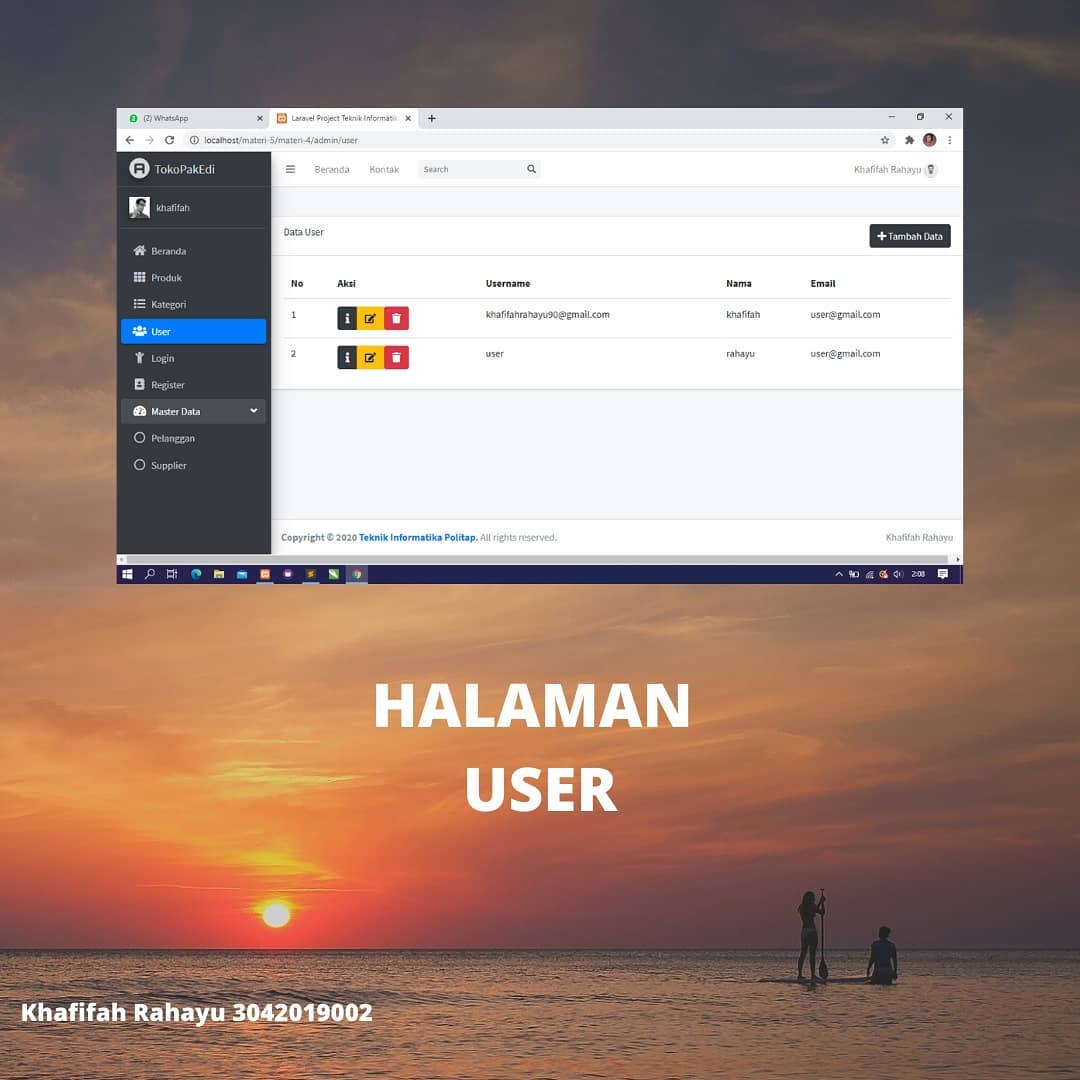 (2) WhatsApp
Laravel Project Teknik Informatik
localhost/materi-5/materi-4/admin/user
TokoPakEdi
Beranda Kontak Search Khafifah Rahayu
khafifah
Data User
Tambah Data
Beranda
Produk
Kategori
User
Login
Register
Master Data
Pelanggan
Supplier
No Aksi Username Nama Email
1 khafifahrahayu90@gmail.com khafifah user@gmail.com
2 user rahayu user@gmail.com
Copyright © 2020 Teknik Informatika Politap. All rights reserved. Khafifah Rahayu
2:08
HALAMAN
USER
Khafifah Rahayu 3042019002